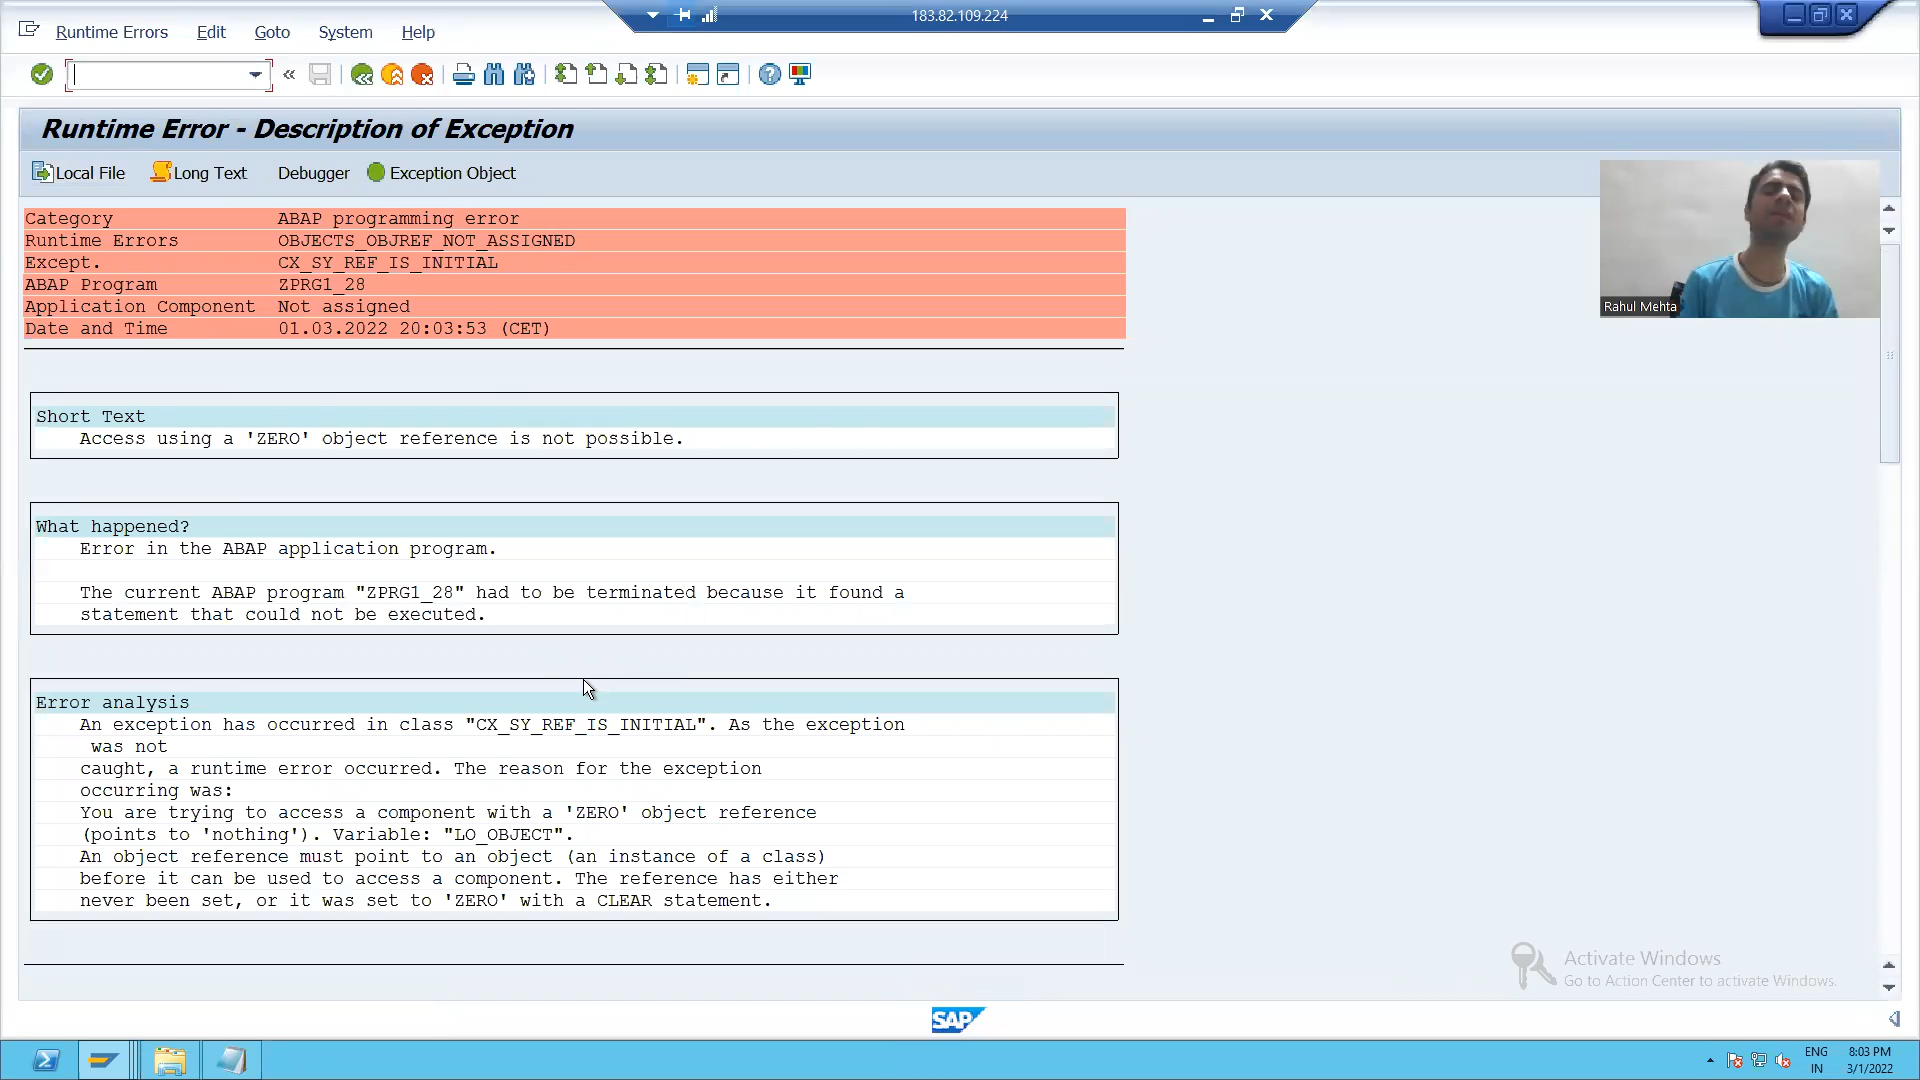 183.82.109.224
Runtime Errors Edit Goto System Help
Runtime Error - Description of Exception
Local File Long Text Debugger Exception Object
Category ABAP programming error
Runtime Errors OBJECTS_OBJREF_NOT_ASSIGNED
Except. CX_SY_REF_IS_INITIAL
ABAP Program ZPRG1_28
Application Component Not assigned
Date and Time 01.03.2022 20:03:53 (CET)
Rahul Mehta
Short Text
Access using a 'ZERO' object reference is not possible.
What happened?
Error in the ABAP application program.
The current ABAP program "ZPRG1_28" had to be terminated because it found a
statement that could not be executed.
Error analysis
An exception has occurred in class "CX_SY_REF_IS_INITIAL". As the exception
was not
caught, a runtime error occurred. The reason for the exception
occurring was:
You are trying to access a component with a 'ZERO' object reference
(points to 'nothing'). Variable: "LO_OBJECT".
An object reference must point to an object (an instance of a class)
before it can be used to access a component. The reference has either
never been set, or it was set to 'ZERO' with a CLEAR statement.
Activate Windows
Go to Action Center to activate Windows.
SAP
ENG 8:03 PM
IN 3/1/2022